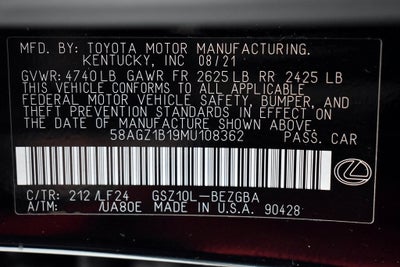 58-MFD. BY: TOYOTA MOTOR MANUFACTURING.
KENTUCKY, INC 08/21
GVWR: 4740LB GAWR FR 2625LB RR 2425 LB
THIS VEHICLE CONFORMS TO ALL APPLICABLE
FEDERAL MOTOR VEHICLE SAFETY, BUMPER, AND
THEFT PREVENTION STANDARDS IN EFFECT ON
THE DATE OF MANUFACTURE SHOWN ABOVE.
58AGZ1B19MU108362 PASS. CAR
C/TR: 212/LF24 GSZ10L-BEZGBA
A/TM: /UA80E MADE IN U.S.A. 90428